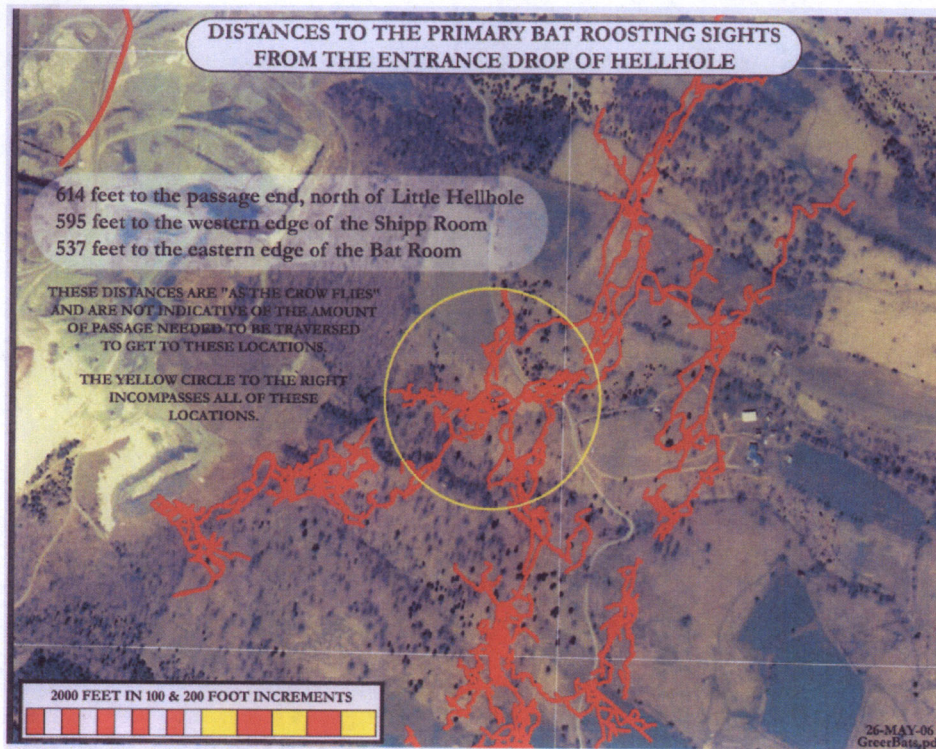 DISTANCES TO THE PRIMARY BAT ROOSTING SIGHTS
FROM THE ENTRANCE DROP OF HELLHOLE
614 feet to the passage end, north of Little Hellhole
595 feet to the western edge of the Shipp Room
537 feet to the eastern edge of the Bat Room
THESE DISTANCES ARE "AS THE CROW FLIES"
AND ARE NOT INDICATIVE OF THE AMOUNT
OF PASSAGE NEEDED TO BE TRAVERSED
TO GET TO THESE LOCATIONS.
THE YELLOW CIRCLE TO THE RIGHT
INCOMPASSES ALL OF THESE
LOCATIONS.
2000 FEET IN 100 & 200 FOOT INCREMENTS
26-MAY-06